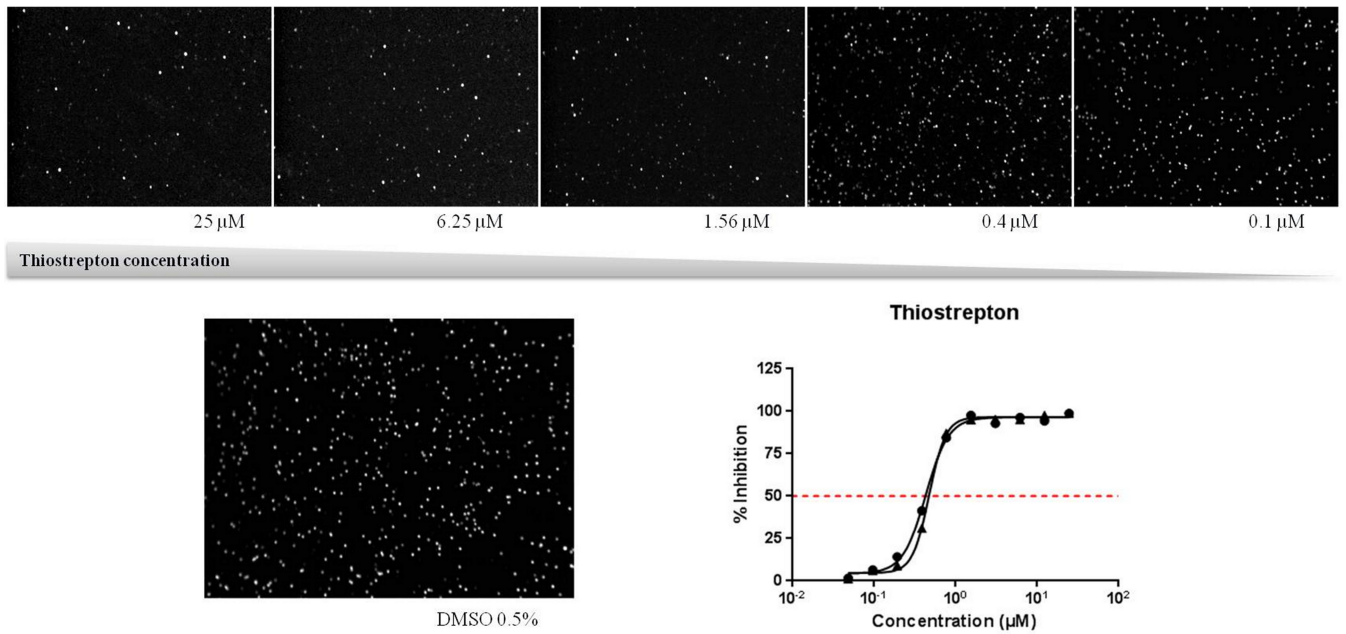 25 µM 6.25 µM 1.56 µM 0.4 µM 0.1 µM
Thiostrepton concentration
DMSO 0.5%
Thiostrepton
% Inhibition
125
100
75
50
25
0
10-2 10-1 100 101 102
Concentration (µM)